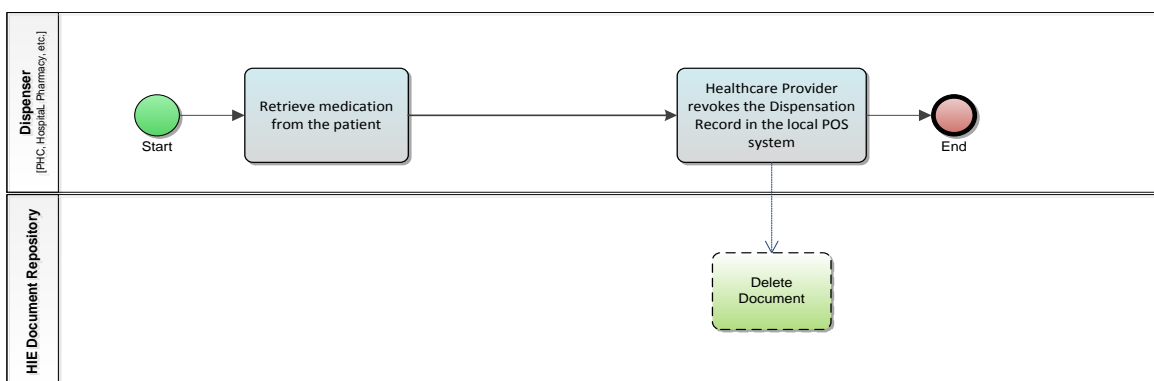 Dispenser
[PHC, Hospital, Pharmacy, etc.]
Start
Retrieve medication
from the patient
Healthcare Provider
revokes the Dispensation
Record in the local POS
system
End
HIE Document Repository
Delete
Document